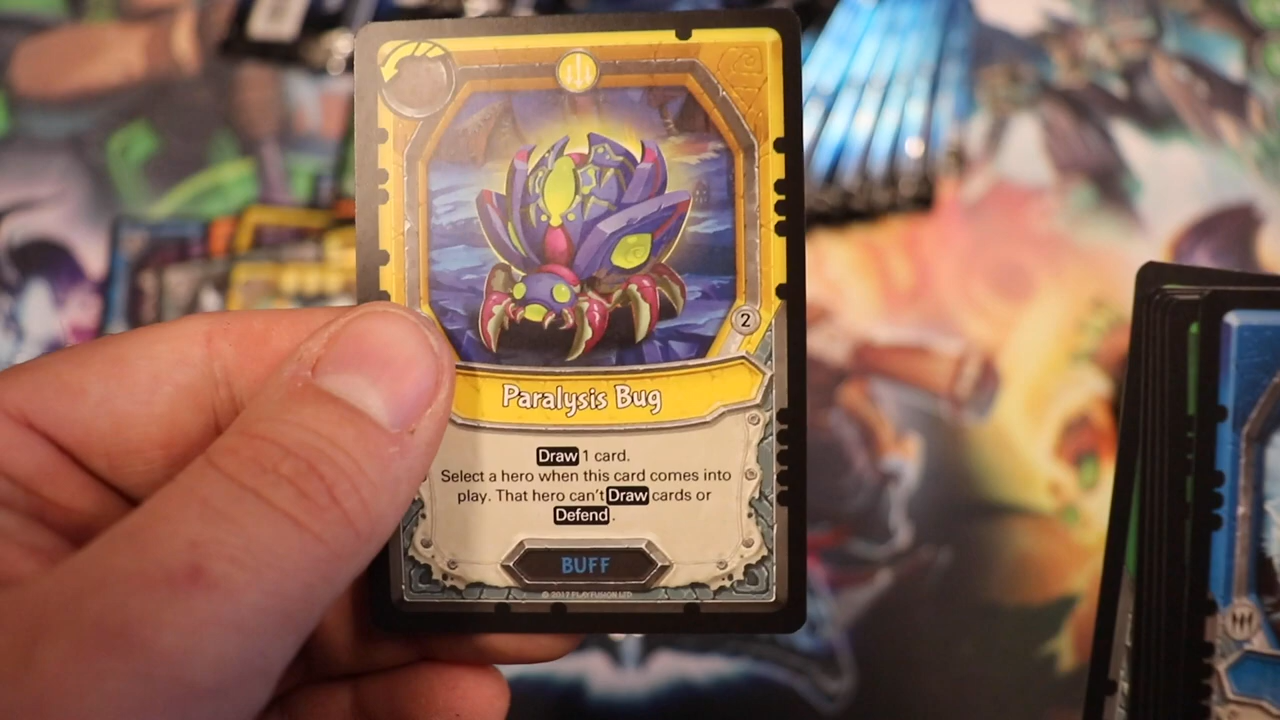 2
Paralysis Bug
Draw 1 card.
Select a hero when this card comes into
play. That hero can't Draw cards or
Defend.
BUFF
© 2017 PLAYFUSION LTD